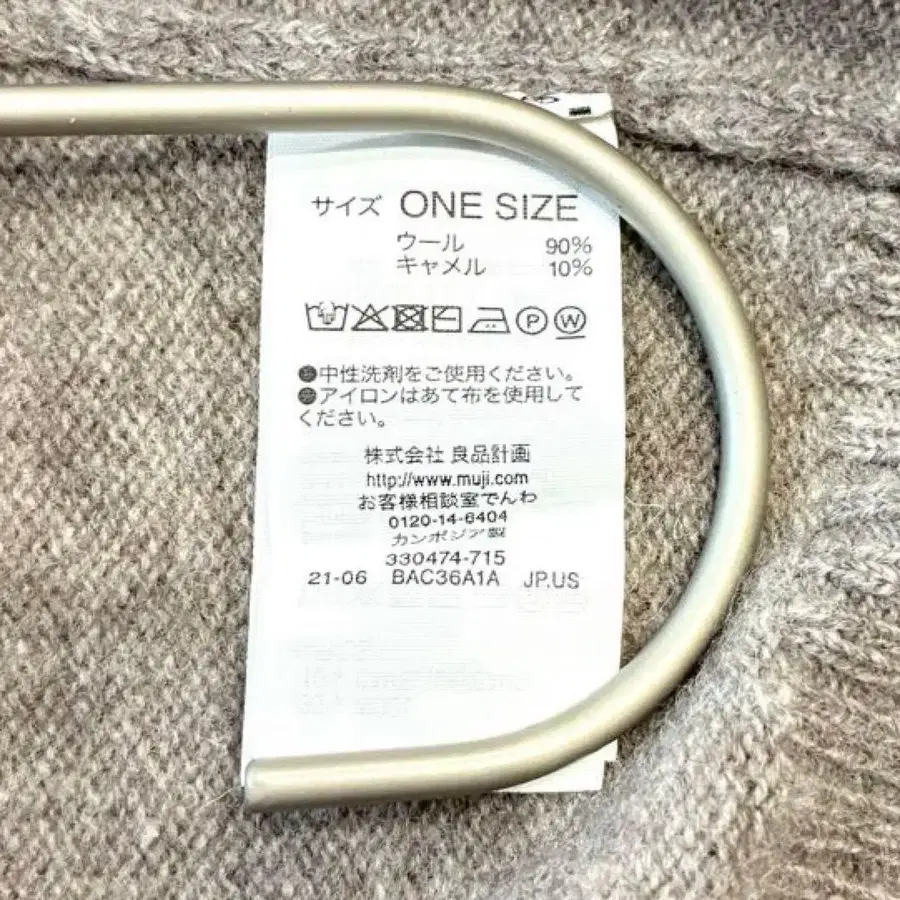 サイズ ONE SIZE
ウール 90%
キャメル 10%
P W
●中性洗剤をご使用ください。
●アイロンはあて布を使用して
ください。
株式会社 良品計画
http://www.muji.com
お客様相談室でんわ
0120-14-6404
カンボジア製
330474-715
21-06 BAC36A1A JP.US